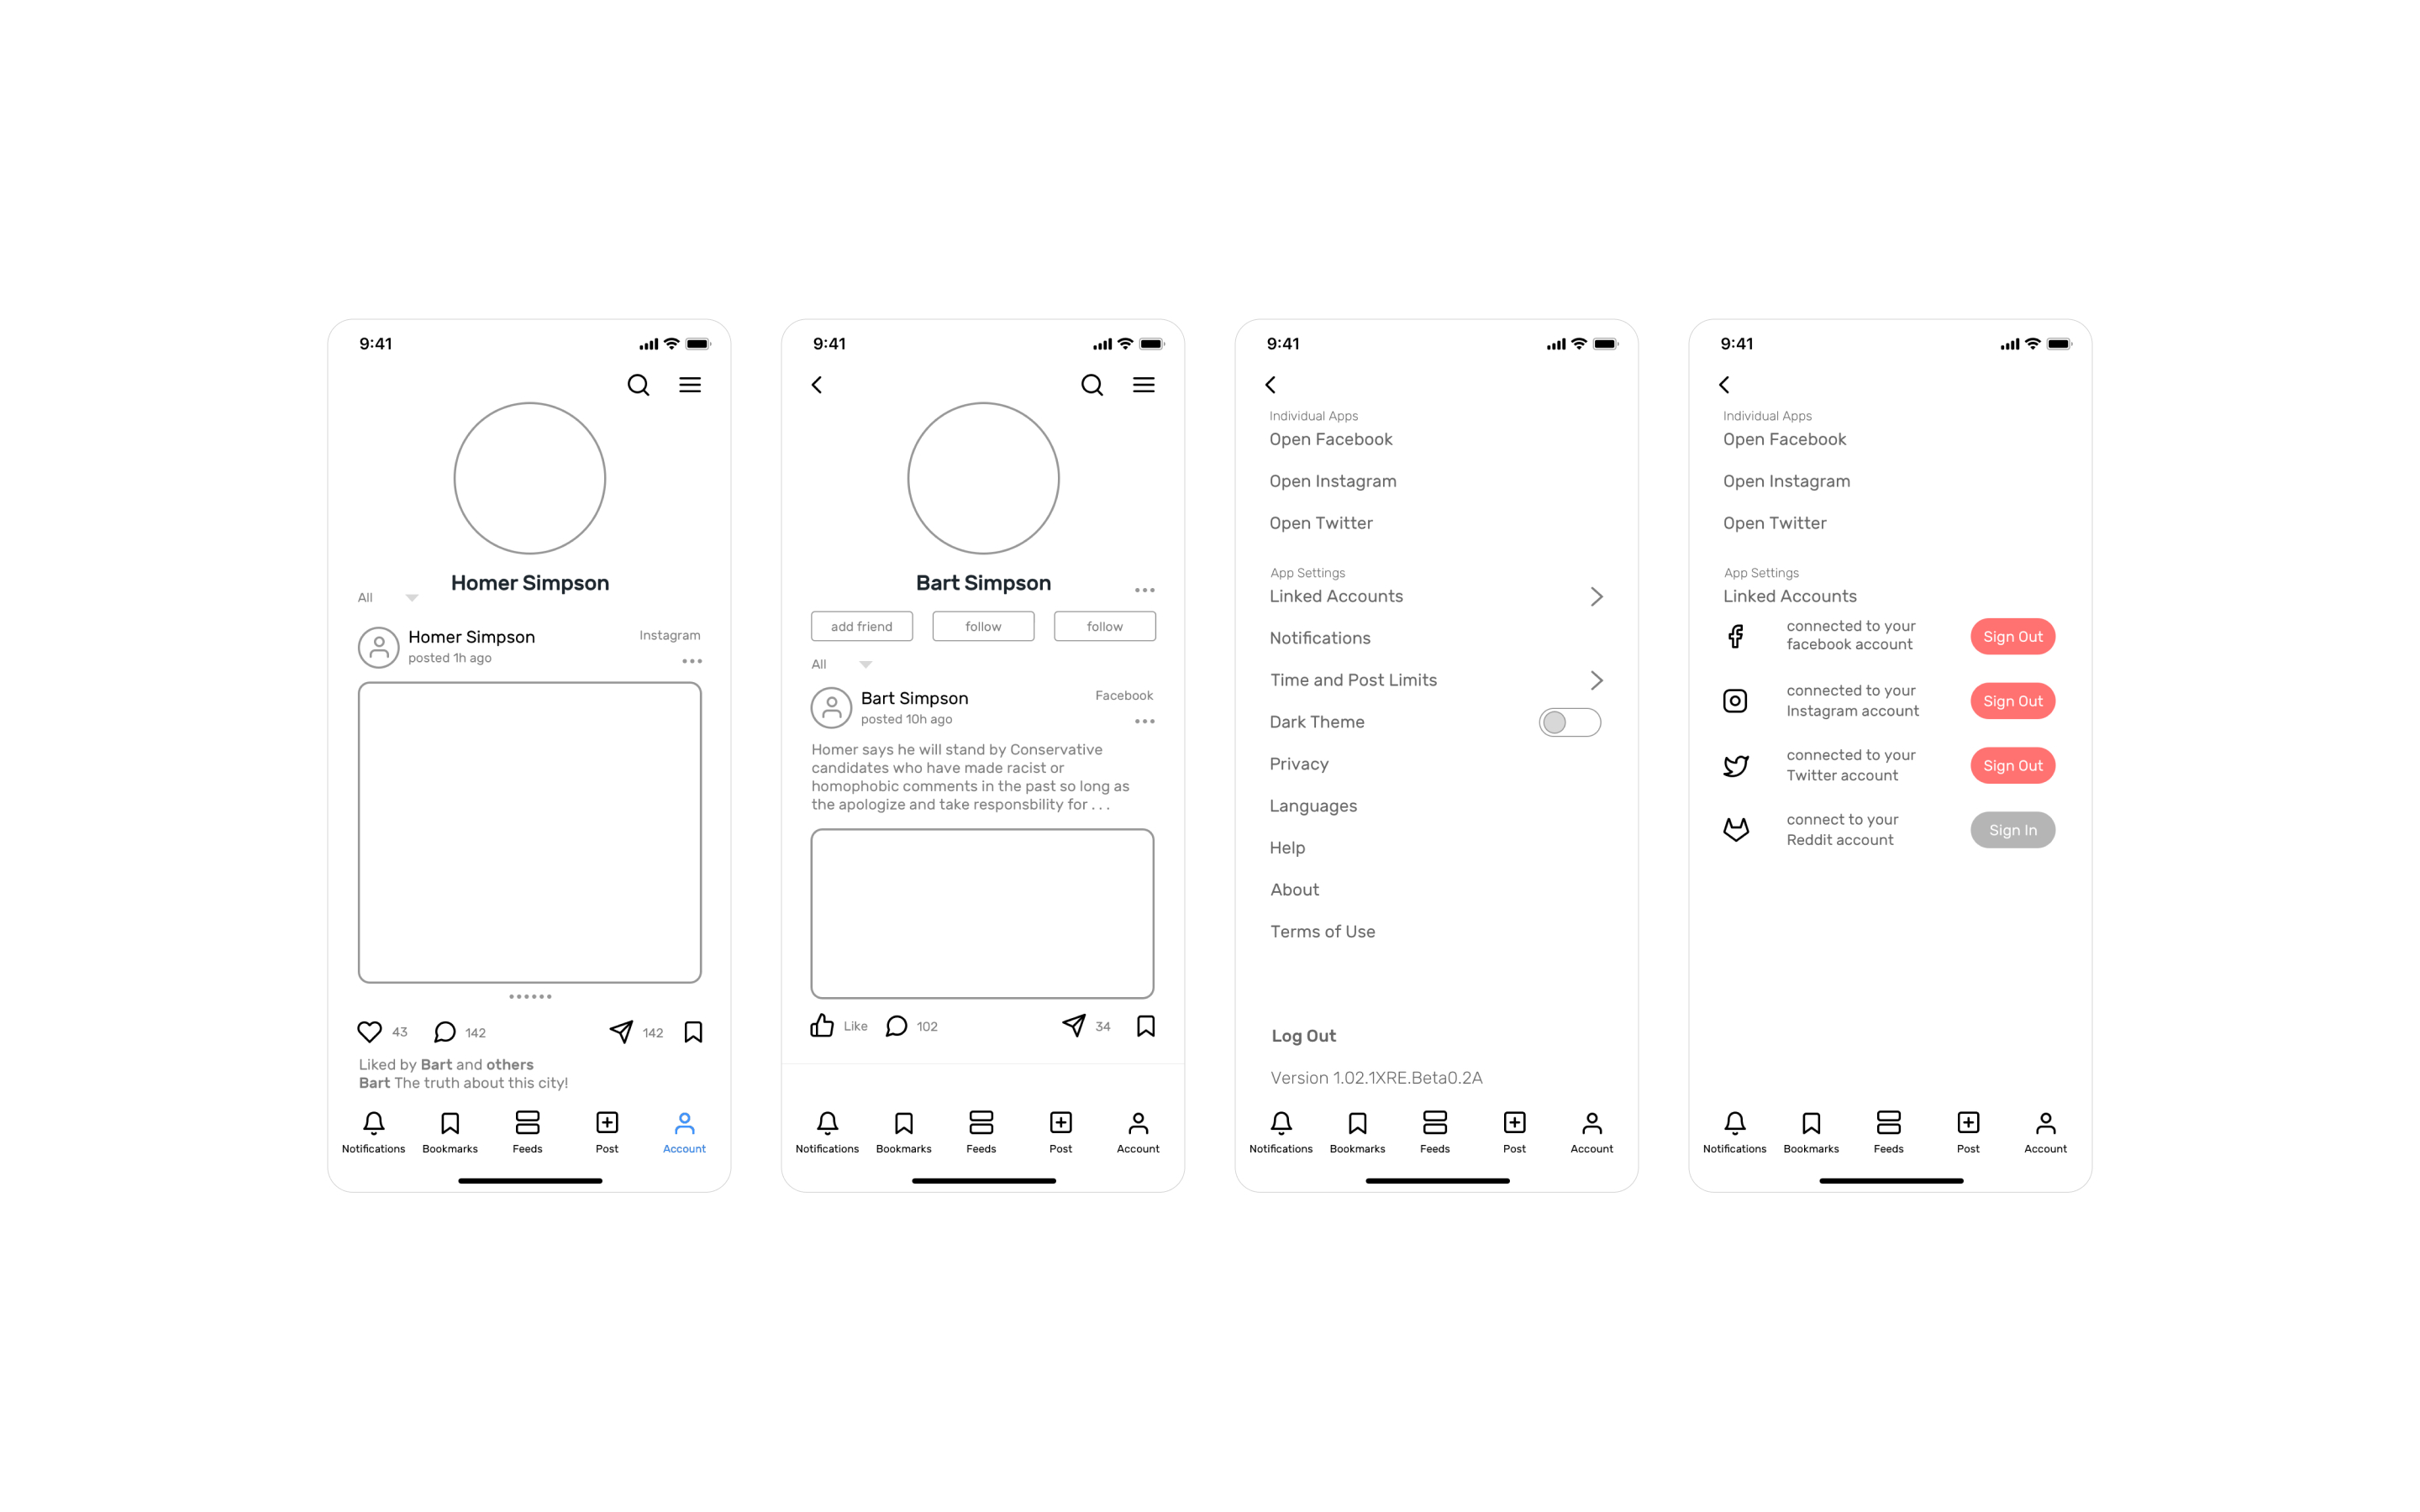 9:41
Homer Simpson
All
Homer Simpson
Instagram
posted 1h ago
43
142
142
Liked by Bart and others
Bart The truth about this city!
Notifications
Bookmarks
Feeds
Post
Account
9:41
Bart Simpson
add friend
follow
follow
All
Bart Simpson
Facebook
posted 10h ago
Homer says he will stand by Conservative
candidates who have made racist or
homophobic comments in the past so long as
the apologize and take responsbility for . . .
Like
102
34
Notifications
Bookmarks
Feeds
Post
Account
9:41
Individual Apps
Open Facebook
Open Instagram
Open Twitter
App Settings
Linked Accounts
Notifications
Time and Post Limits
Dark Theme
Privacy
Languages
Help
About
Terms of Use
Log Out
Version 1.02.1XRE.Beta0.2A
Notifications
Bookmarks
Feeds
Post
Account
9:41
Individual Apps
Open Facebook
Open Instagram
Open Twitter
App Settings
Linked Accounts
connected to your
facebook account
Sign Out
connected to your
Instagram account
Sign Out
connected to your
Twitter account
Sign Out
connect to your
Reddit account
Sign In
Notifications
Bookmarks
Feeds
Post
Account